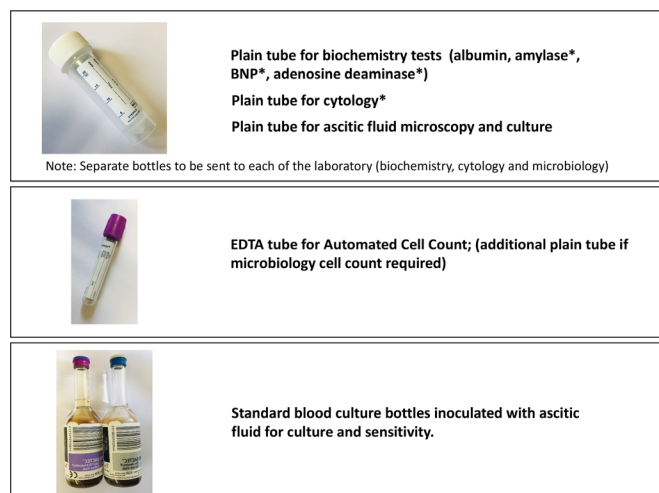 Plain tube for biochemistry tests (albumin, amylase*,
BNP*, adenosine deaminase*)
Plain tube for cytology*
Plain tube for ascitic fluid microscopy and culture
Note: Separate bottles to be sent to each of the laboratory (biochemistry, cytology and microbiology)
EDTA tube for Automated Cell Count; (additional plain tube if
microbiology cell count required)
Standard blood culture bottles inoculated with ascitic
fluid for culture and sensitivity.